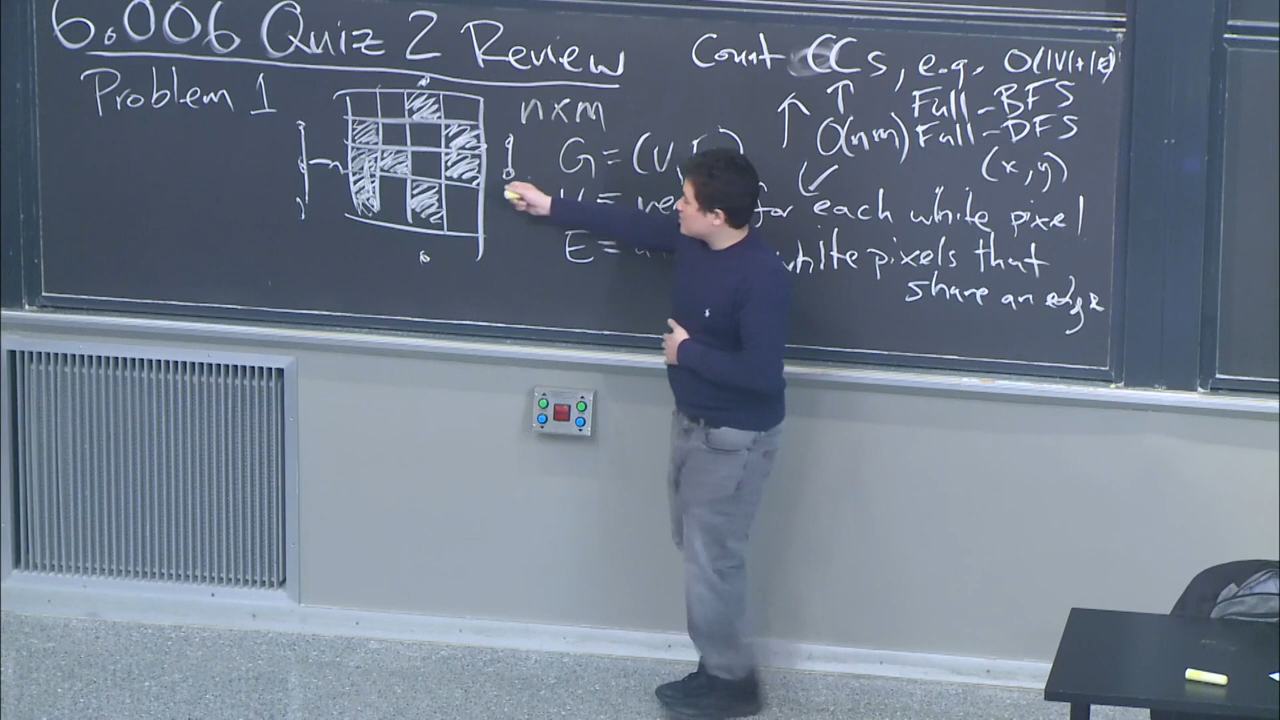 6.006 Quiz 2 Review
Problem 1
n×m
G = (V,
for each white pixel
E =
white pixels that
share an edge
Count CCs, e.g. O(|V|+|E|)
Full-BFS
O(nm) Full-DFS
(x,y)